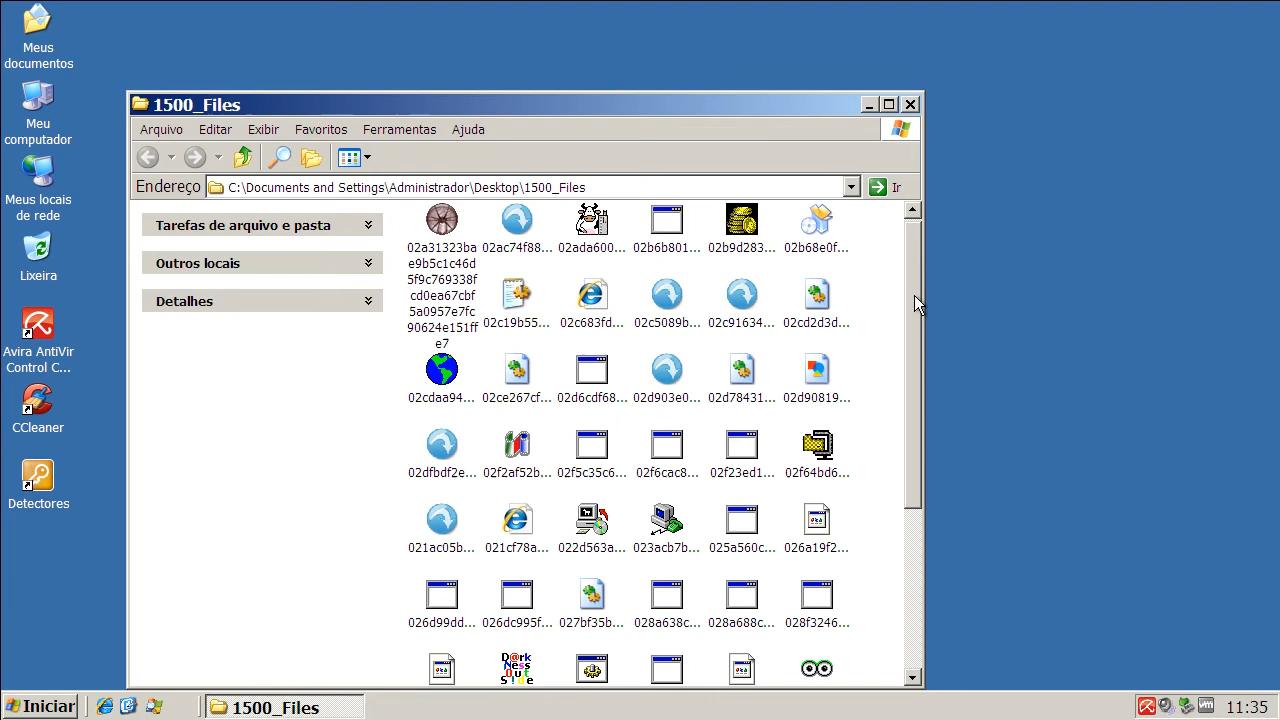 Meus
documentos
Meu
computador
Meus locais
de rede
Lixeira
Avira AntiVir
Control C...
CCleaner
Detectores
1500_Files
Arquivo Editar Exibir Favoritos Ferramentas Ajuda
Endereço C:\Documents and Settings\Administrador\Desktop\1500_Files Ir
Tarefas de arquivo e pasta
Outros locais
Detalhes
02a31323ba
e9b5c1c46d
5f9c769338f
cd0ea67cbf
5a0957e7fc
90624e151ff
e7
02ac74f88... 02ada600... 02b6b801... 02b9d283... 02b68e0f...
02c19b55... 02c683fd... 02c5089b... 02c91634... 02cd2d3d...
02cdaa94... 02ce267cf... 02d6cdf68... 02d903e0... 02d78431... 02d90819...
02dfbdf2e... 02f2af52b... 02f5c35c6... 02f6cac8... 02f23ed1... 02f64bd6...
021ac05b... 021cf78a... 022d563a... 023acb7b... 025a560c... 026a19f2...
026d99dd... 026dc995f... 027bf35b... 028a638c... 028a688c... 028f3246...
D@rk
Ness
Out
S!de
Iniciar 1500_Files 11:35